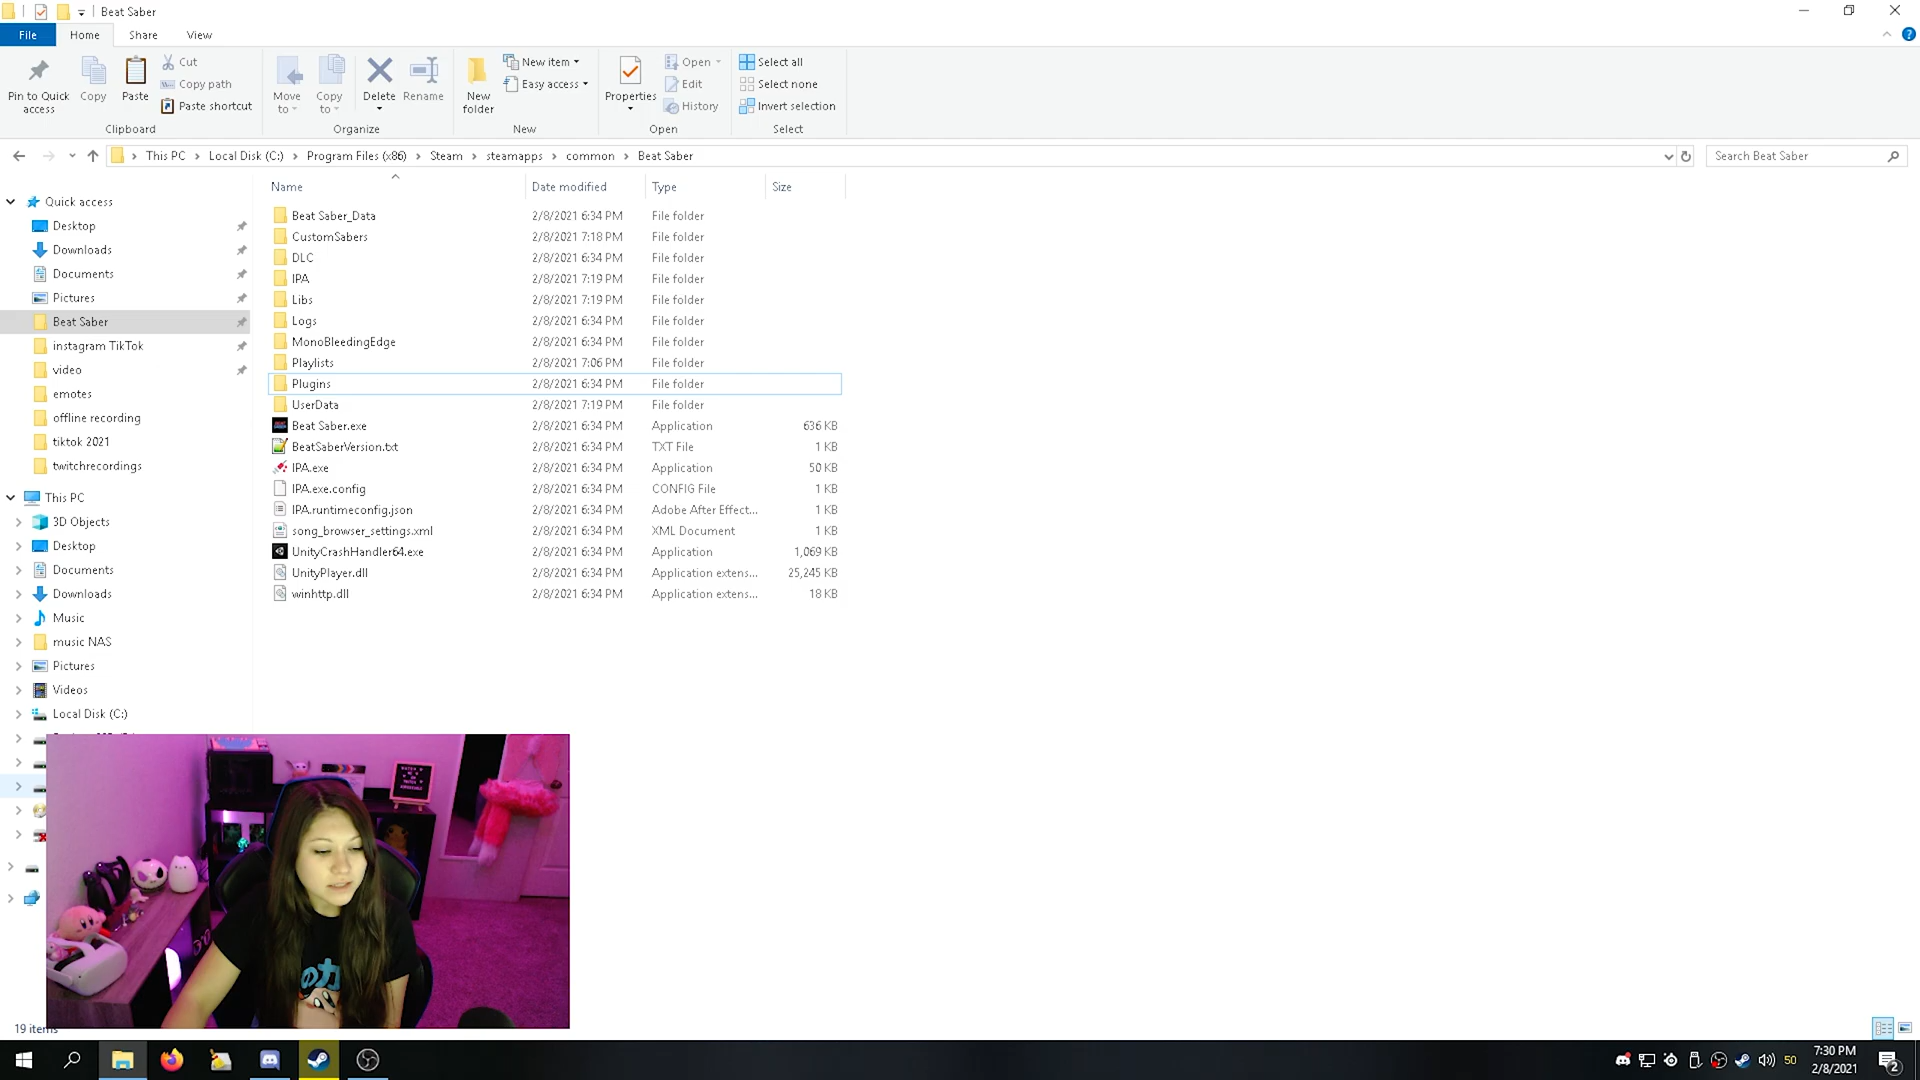 Beat Saber
File Home Share View
Pin to Quick access
Copy
Paste
Cut
Copy path
Paste shortcut
Clipboard
Move to
Copy to
Delete
Rename
Organize
New folder
New item
Easy access
New
Properties
Open
Edit
History
Open
Select all
Select none
Invert selection
Select
This PC Local Disk (C:) Program Files (x86) Steam steamapps common Beat Saber
Search Beat Saber
Quick access
Desktop
Downloads
Documents
Pictures
Beat Saber
instagram TikTok
video
emotes
offline recording
tiktok 2021
twitchrecordings
This PC
3D Objects
Desktop
Documents
Downloads
Music
music NAS
Pictures
Videos
Local Disk (C:)
Name Date modified Type Size
Beat Saber_Data 2/8/2021 6:34 PM File folder
CustomSabers 2/8/2021 7:18 PM File folder
DLC 2/8/2021 6:34 PM File folder
IPA 2/8/2021 7:19 PM File folder
Libs 2/8/2021 7:19 PM File folder
Logs 2/8/2021 6:34 PM File folder
MonoBleedingEdge 2/8/2021 6:34 PM File folder
Playlists 2/8/2021 7:06 PM File folder
Plugins 2/8/2021 6:34 PM File folder
UserData 2/8/2021 7:19 PM File folder
Beat Saber.exe 2/8/2021 6:34 PM Application 636 KB
BeatSaberVersion.txt 2/8/2021 6:34 PM TXT File 1 KB
IPA.exe 2/8/2021 6:34 PM Application 50 KB
IPA.exe.config 2/8/2021 6:34 PM CONFIG File 1 KB
IPA.runtimeconfig.json 2/8/2021 6:34 PM Adobe After Effect... 1 KB
song_browser_settings.xml 2/8/2021 6:34 PM XML Document 1 KB
UnityCrashHandler64.exe 2/8/2021 6:34 PM Application 1,069 KB
UnityPlayer.dll 2/8/2021 6:34 PM Application extens... 25,245 KB
winhttp.dll 2/8/2021 6:34 PM Application extens... 18 KB
の力
19 items
50
7:30 PM
2/8/2021
2